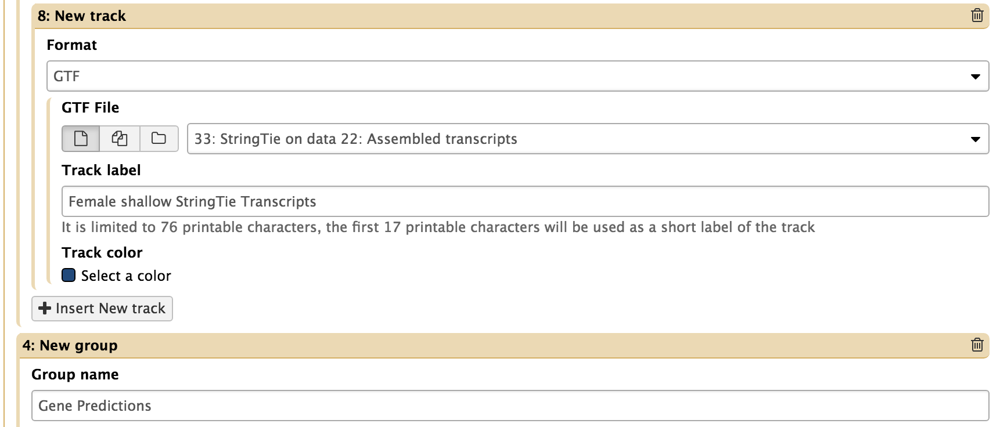 8: New track
Format
GTF
GTF File
33: StringTie on data 22: Assembled transcripts
Track label
Female shallow StringTie Transcripts
It is limited to 76 printable characters, the first 17 printable characters will be used as a short label of the track
Track color
Select a color
Insert New track
4: New group
Group name
Gene Predictions